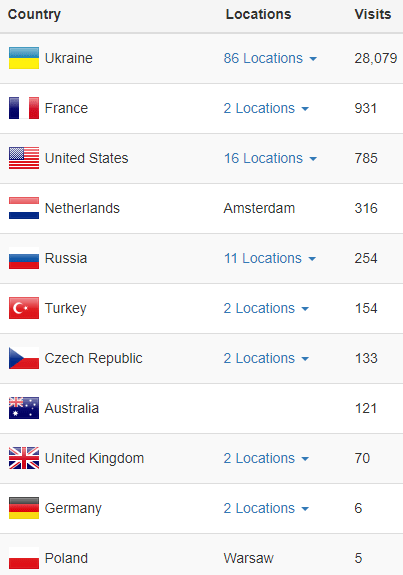 Country Locations Visits
Ukraine 86 Locations 28,079
France 2 Locations 931
United States 16 Locations 785
Netherlands Amsterdam 316
Russia 11 Locations 254
Turkey 2 Locations 154
Czech Republic 2 Locations 133
Australia 121
United Kingdom 2 Locations 70
Germany 2 Locations 6
Poland Warsaw 5